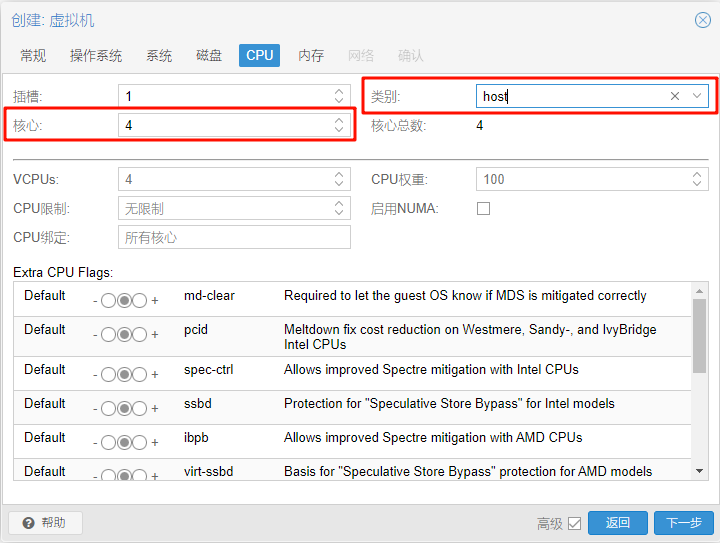 创建: 虚拟机
常规 操作系统 系统 磁盘 CPU 内存 网络 确认
插槽: 1 类别: host
核心: 4 核心总数: 4
VCPUs: 4 CPU权重: 100
CPU限制: 无限制 启用NUMA:
CPU绑定: 所有核心
Extra CPU Flags:
Default - + md-clear Required to let the guest OS know if MDS is mitigated correctly
Default - + pcid Meltdown fix cost reduction on Westmere, Sandy-, and IvyBridge
Intel CPUs
Default - + spec-ctrl Allows improved Spectre mitigation with Intel CPUs
Default - + ssbd Protection for "Speculative Store Bypass" for Intel models
Default - + ibpb Allows improved Spectre mitigation with AMD CPUs
Default - + virt-ssbd Basis for "Speculative Store Bypass" protection for AMD models
帮助 高级 返回 下一步